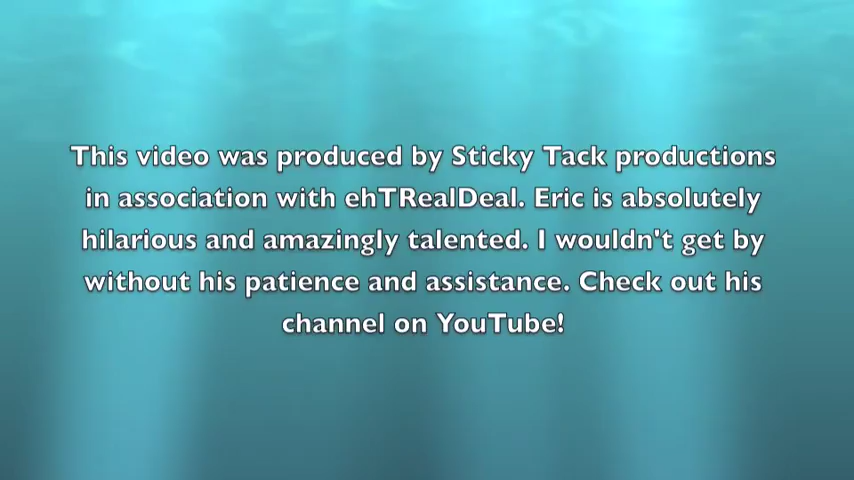 This video was produced by Sticky Tack productions
in association with ehTRealDeal. Eric is absolutely
hilarious and amazingly talented. I wouldn't get by
without his patience and assistance. Check out his
channel on YouTube!